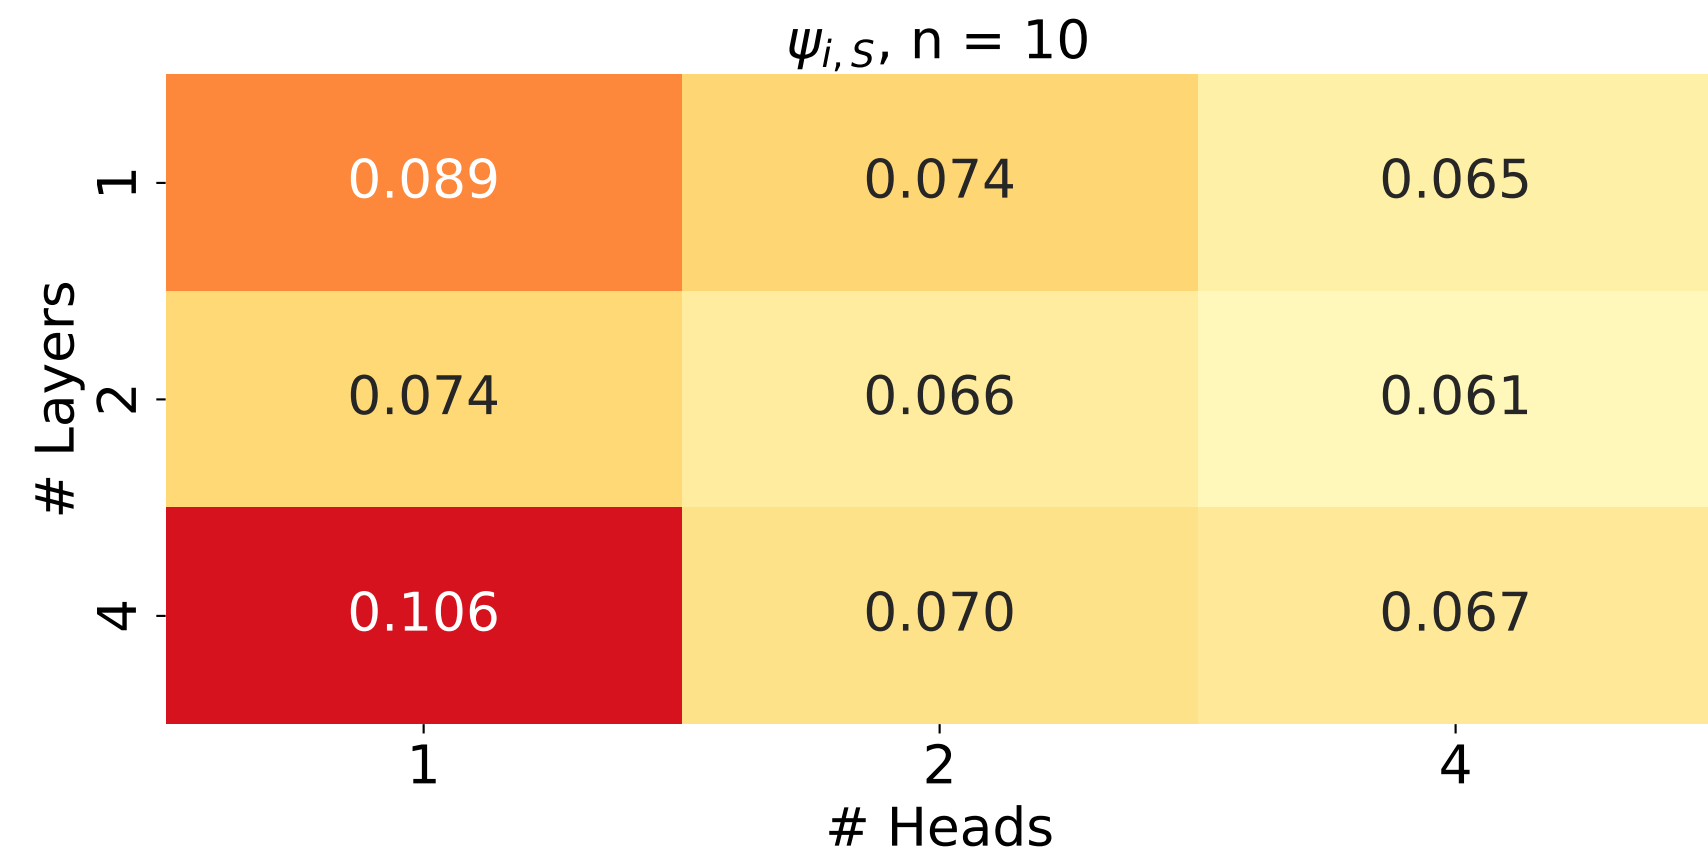 ψi, S, n = 10
# Layers
1 0.089 0.074 0.065
2 0.074 0.066 0.061
4 0.106 0.070 0.067
1 2 4
# Heads